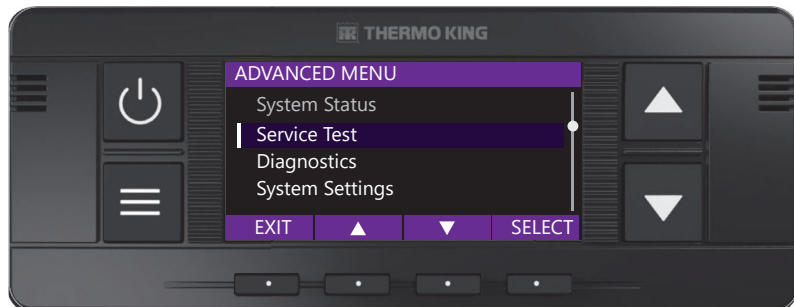 THERMO KING
ADVANCED MENU
System Status
Service Test
Diagnostics
System Settings
EXIT ▲ ▼ SELECT